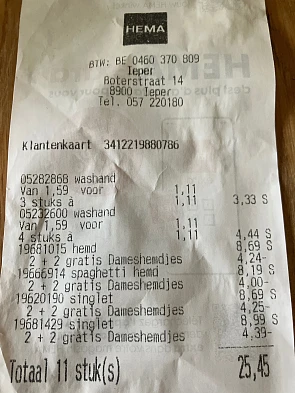 HEMA
BTW: BE 0460 370 809
Ieper
Boterstraat 14
8900 Ieper
Tel. 057 220180
Klantenkaart 3412219880786
05282868 washand
Van 1,59 voor 1,11
3 stuks à 1,11 3,33 S
05232600 washand
Van 1,59 voor 1,11
4 stuks à 1,11 4,44 S
19681015 hemd 8,69 S
2 + 2 gratis Dameshemdjes 4,24-
19666914 spaghetti hemd 8,19 S
2 + 2 gratis Dameshemdjes 4,00-
19620190 singlet 8,69 S
2 + 2 gratis Dameshemdjes 4,25-
19681429 singlet 8,99 S
2 + 2 gratis Dameshemdjes 4,39-
Totaal 11 stuk(s) 25,45